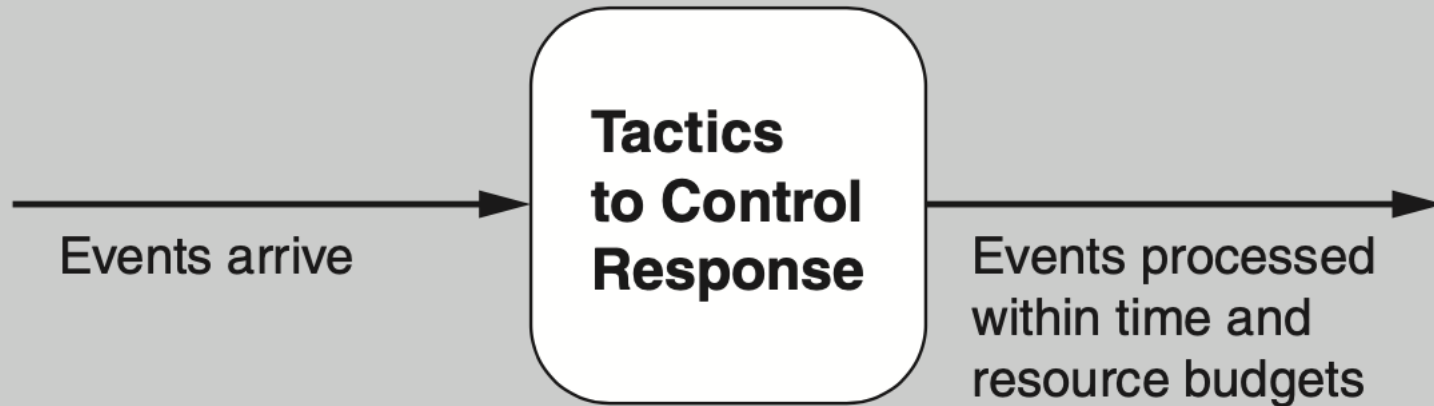 Events arrive
Tactics
to Control
Response
Events processed
within time and
resource budgets